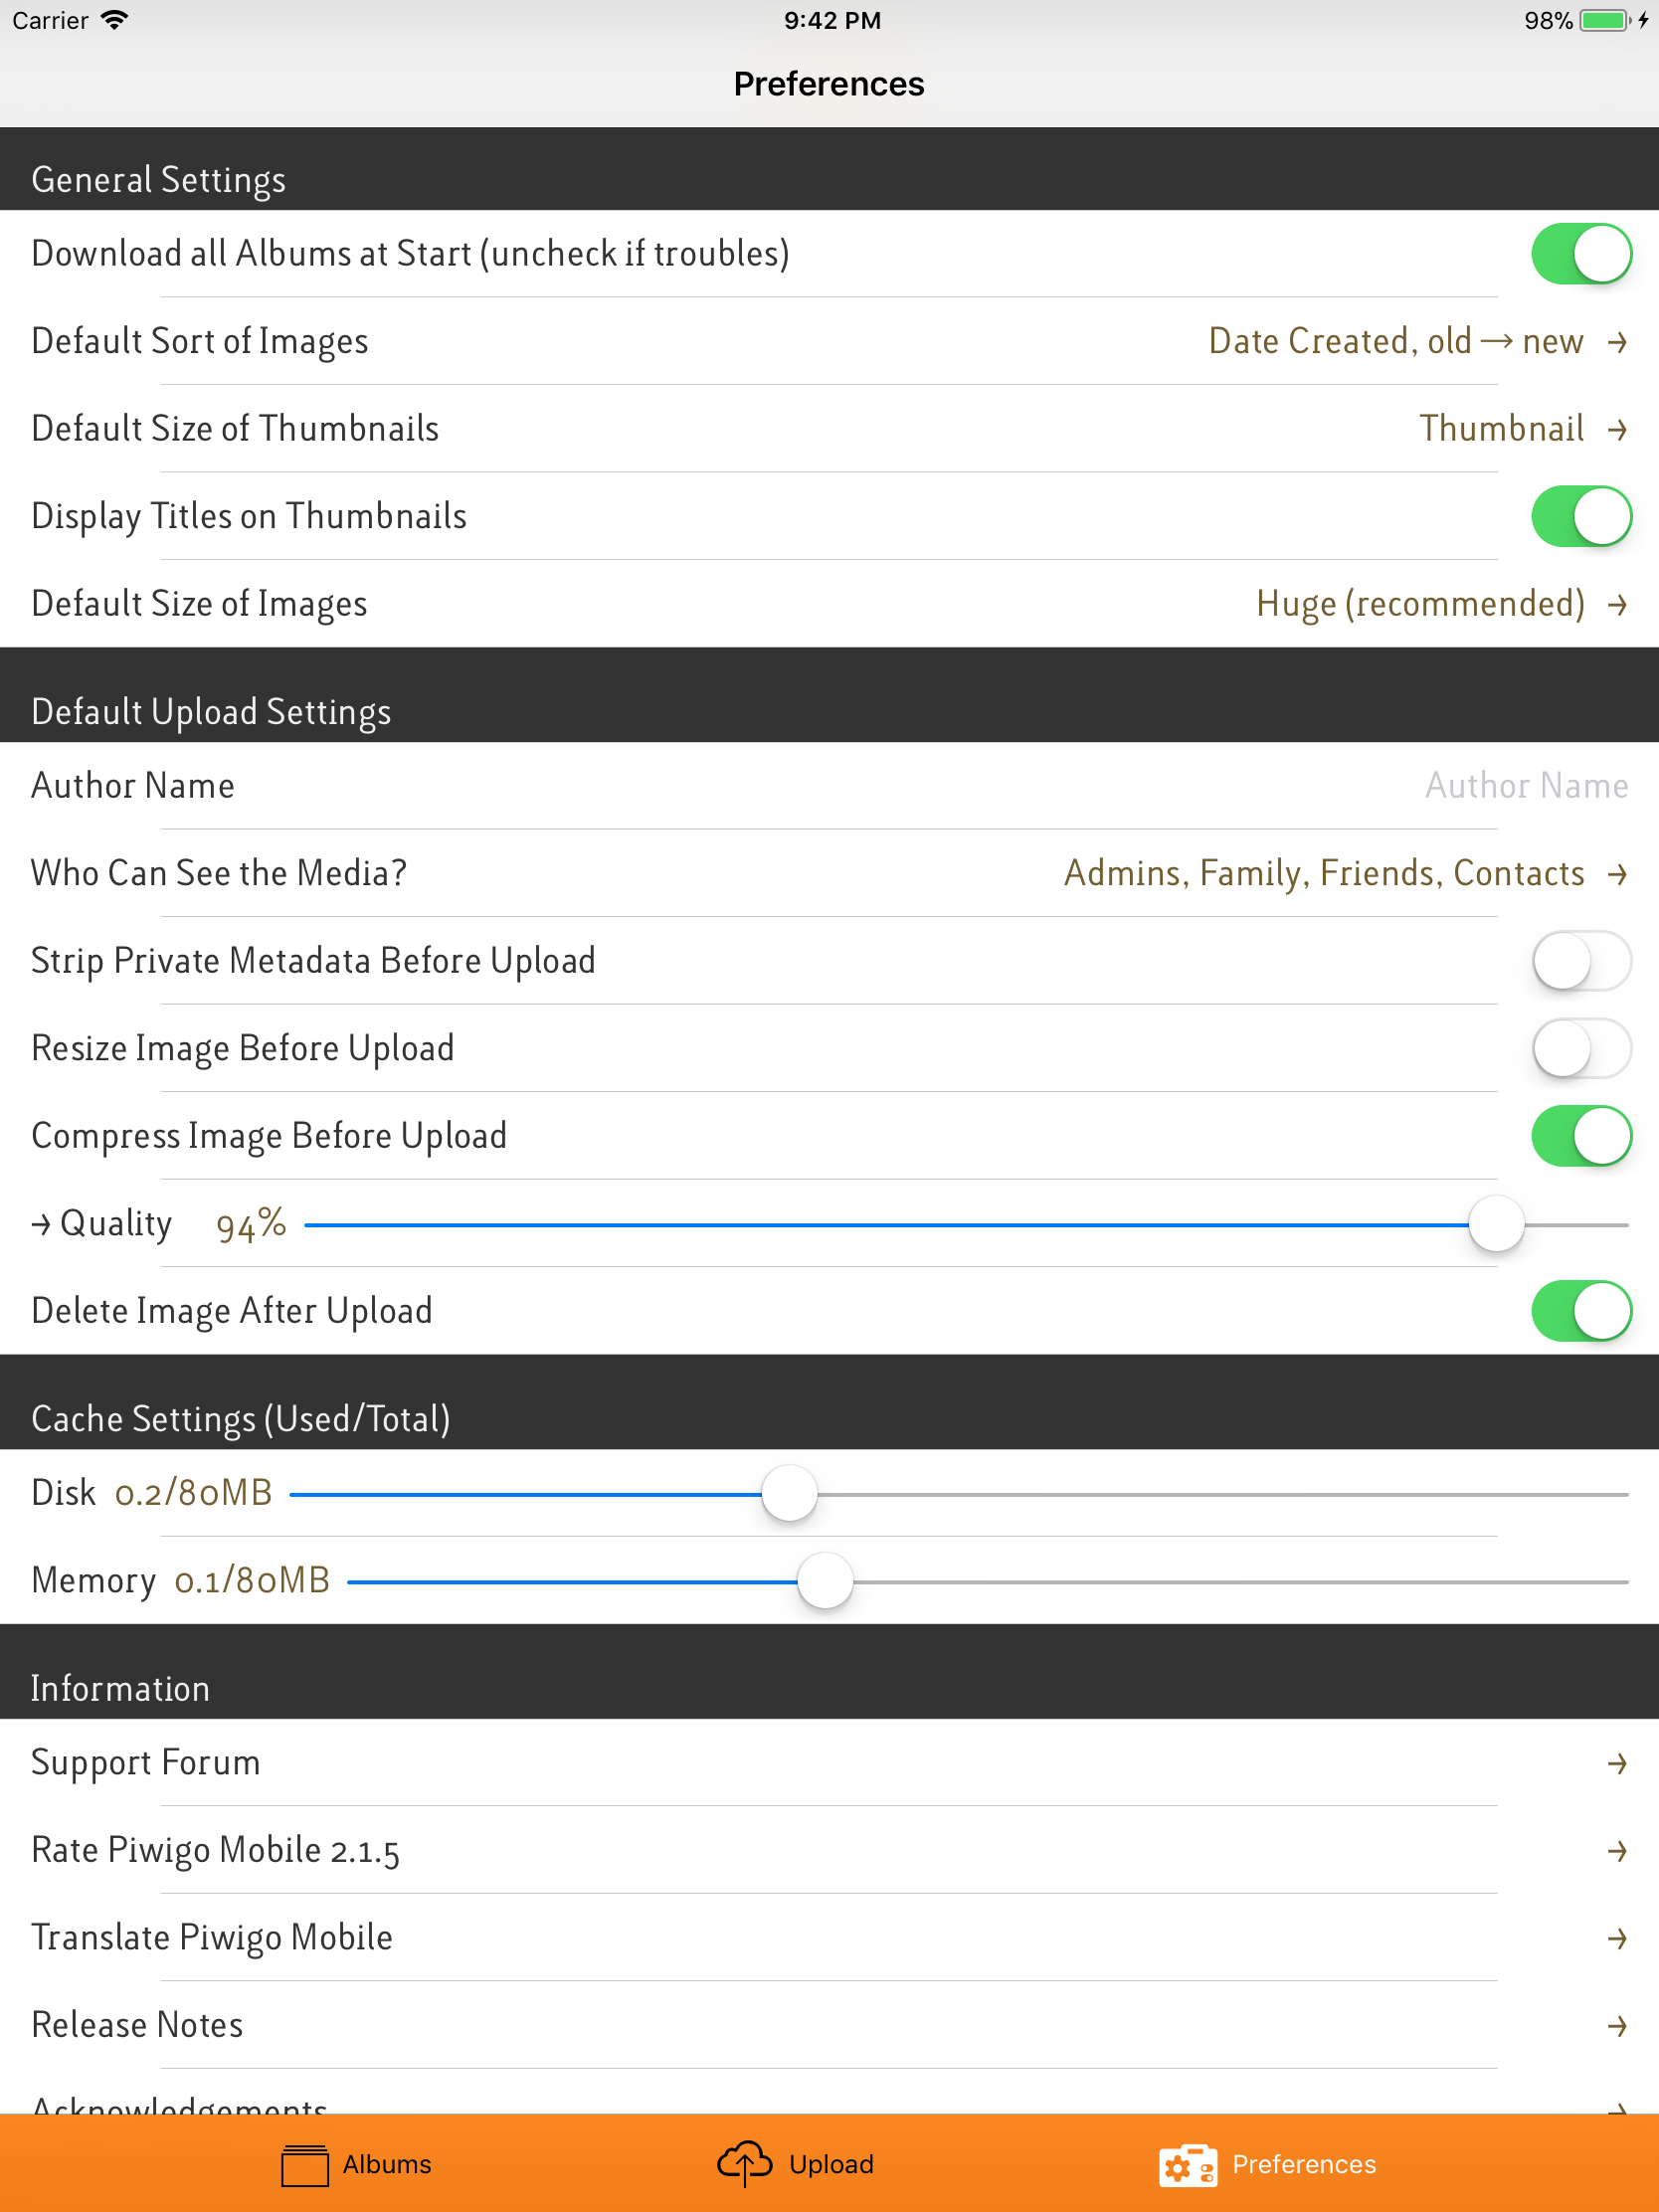 Carrier 9:42 PM 98%
Preferences
General Settings
Download all Albums at Start (uncheck if troubles)
Default Sort of Images Date Created, old → new →
Default Size of Thumbnails Thumbnail →
Display Titles on Thumbnails
Default Size of Images Huge (recommended) →
Default Upload Settings
Author Name Author Name
Who Can See the Media? Admins, Family, Friends, Contacts →
Strip Private Metadata Before Upload
Resize Image Before Upload
Compress Image Before Upload
→ Quality 94%
Delete Image After Upload
Cache Settings (Used/Total)
Disk 0.2/80MB
Memory 0.1/80MB
Information
Support Forum →
Rate Piwigo Mobile 2.1.5 →
Translate Piwigo Mobile →
Release Notes →
Acknowledgements →
Albums Upload Preferences